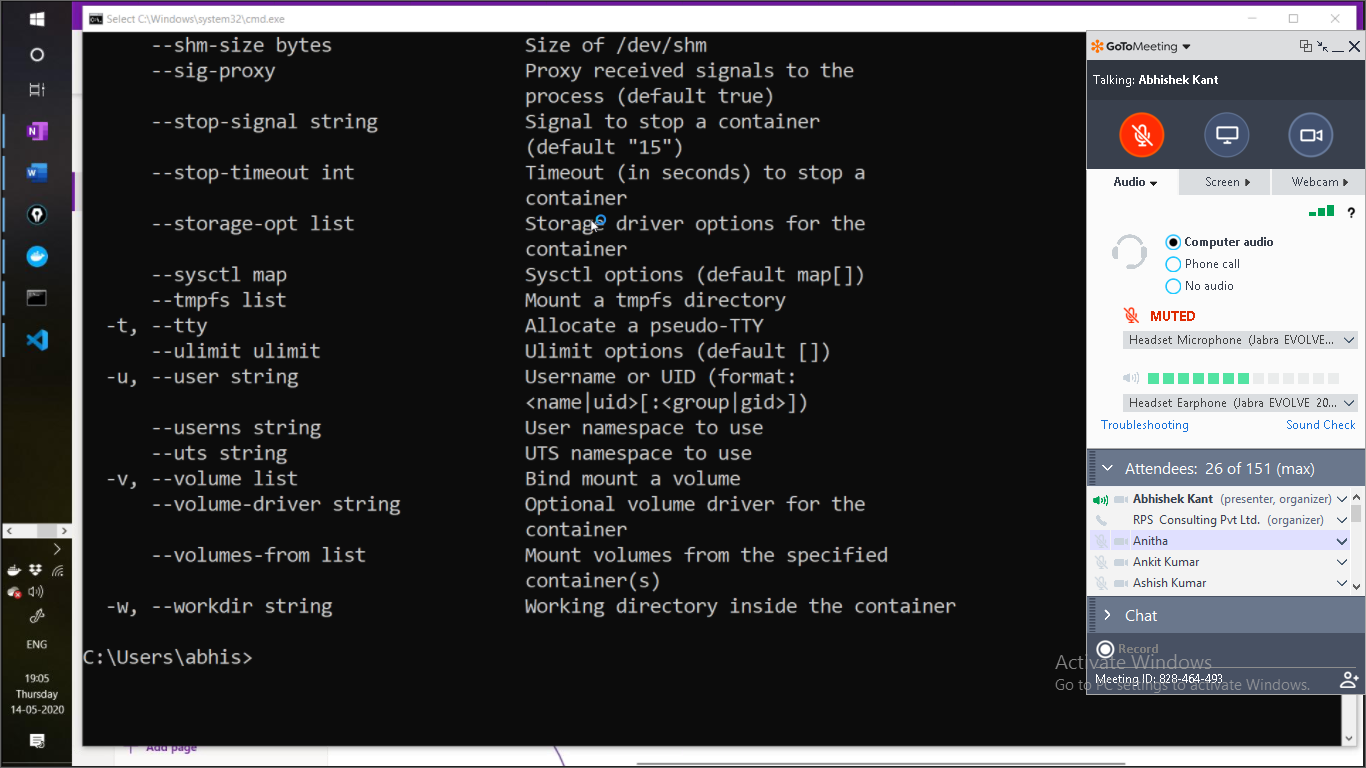 Select C:\Windows\system32\cmd.exe
--shm-size bytes Size of /dev/shm
--sig-proxy Proxy received signals to the
process (default true)
--stop-signal string Signal to stop a container
(default "15")
--stop-timeout int Timeout (in seconds) to stop a
container
--storage-opt list Storage driver options for the
container
--sysctl map Sysctl options (default map[])
--tmpfs list Mount a tmpfs directory
-t, --tty Allocate a pseudo-TTY
--ulimit ulimit Ulimit options (default [])
-u, --user string Username or UID (format:
<name|uid>[:<group|gid>])
--userns string User namespace to use
--uts string UTS namespace to use
-v, --volume list Bind mount a volume
--volume-driver string Optional volume driver for the
container
--volumes-from list Mount volumes from the specified
container(s)
-w, --workdir string Working directory inside the container
C:\Users\abhis>
Add page
ENG
19:05
Thursday
14-05-2020
GoToMeeting
Talking: Abhishek Kant
Audio Screen Webcam
?
Computer audio
Phone call
No audio
MUTED
Headset Microphone (Jabra EVOLVE...
Headset Earphone (Jabra EVOLVE 20...
Troubleshooting Sound Check
Attendees: 26 of 151 (max)
Abhishek Kant (presenter, organizer)
RPS Consulting Pvt Ltd. (organizer)
Anitha
Ankit Kumar
Ashish Kumar
Chat
Record
Activate Windows
Go to PC settings to activate Windows.
Meeting ID: 828-464-493